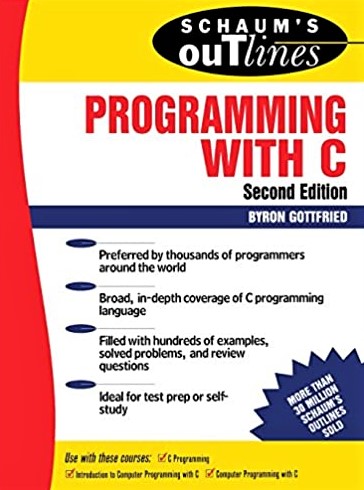 SCHAUM'S
ouTlines
PROGRAMMING
WITH C
Second Edition
BYRON GOTTFRIED
Preferred by thousands of programmers
around the world
Broad, in-depth coverage of C programming
language
Filled with hundreds of examples,
solved problems, and review
questions
Ideal for test prep or self-
study
MORE THAN
30 MILLION
SCHAUM'S
OUTLINES
SOLD
Use with these courses: C Programming
Introduction to Computer Programming with C Computer Programming with C